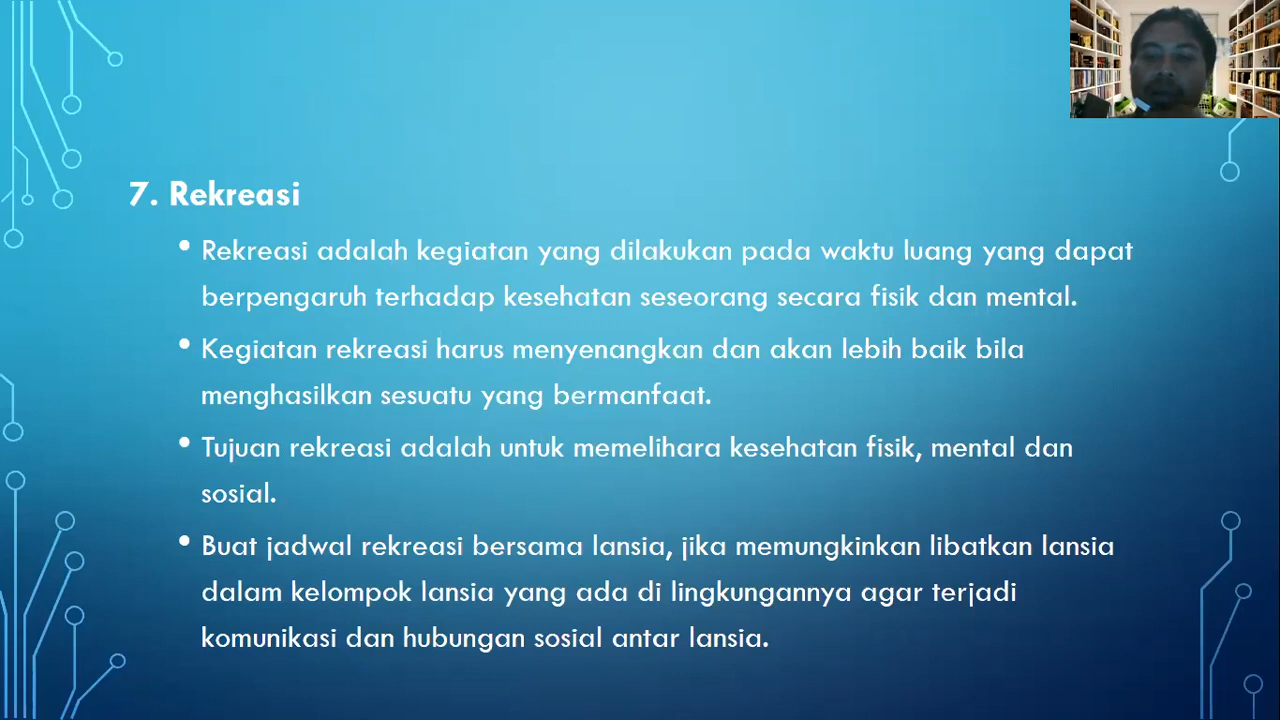 7. Rekreasi
• Rekreasi adalah kegiatan yang dilakukan pada waktu luang yang dapat
berpengaruh terhadap kesehatan seseorang secara fisik dan mental.
• Kegiatan rekreasi harus menyenangkan dan akan lebih baik bila
menghasilkan sesuatu yang bermanfaat.
• Tujuan rekreasi adalah untuk memelihara kesehatan fisik, mental dan
sosial.
• Buat jadwal rekreasi bersama lansia, jika memungkinkan libatkan lansia
dalam kelompok lansia yang ada di lingkungannya agar terjadi
komunikasi dan hubungan sosial antar lansia.